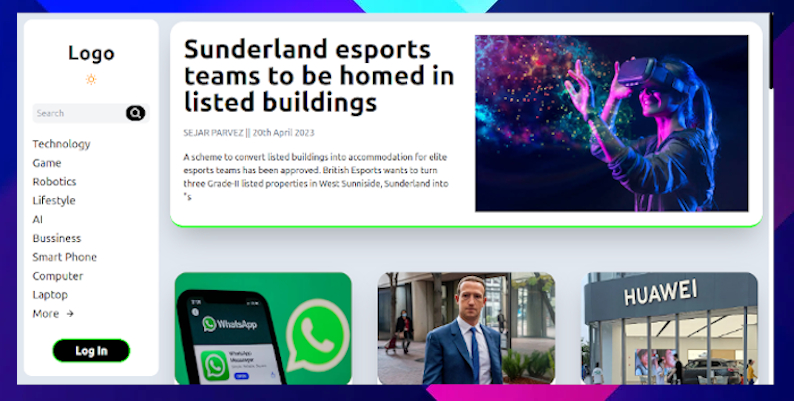 Logo
Search
Technology
Game
Robotics
Lifestyle
AI
Bussiness
Smart Phone
Computer
Laptop
More →
Log In
Sunderland esports
teams to be homed in
listed buildings
SEJAR PARVEZ || 20th April 2023
A scheme to convert listed buildings into accommodation for elite
esports teams has been approved. British Esports wants to turn
three Grade-II listed properties in West Sunniside, Sunderland into
"s
WhatsApp
WhatsApp
Messenger
HUAWEI